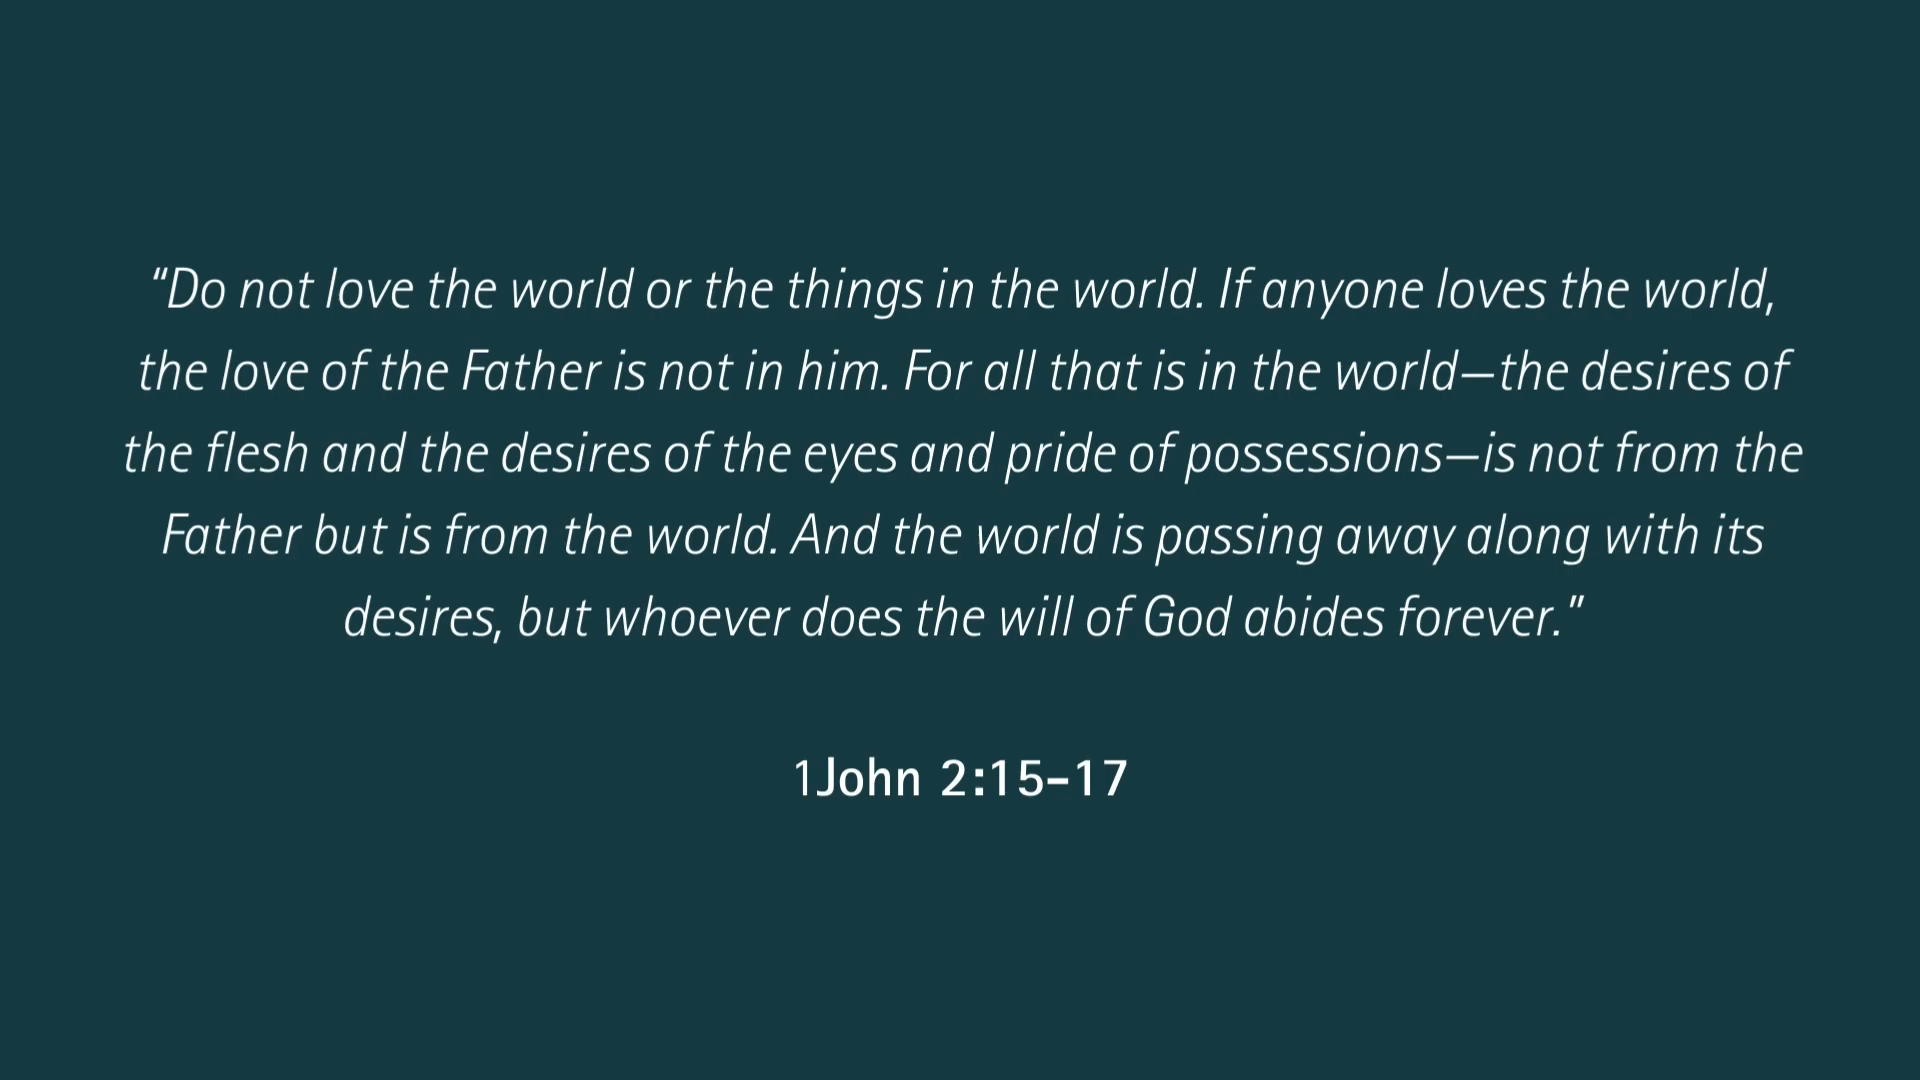 “Do not love the world or the things in the world. If anyone loves the world,
the love of the Father is not in him. For all that is in the world—the desires of
the flesh and the desires of the eyes and pride of possessions—is not from the
Father but is from the world. And the world is passing away along with its
desires, but whoever does the will of God abides forever.”
1John 2:15–17